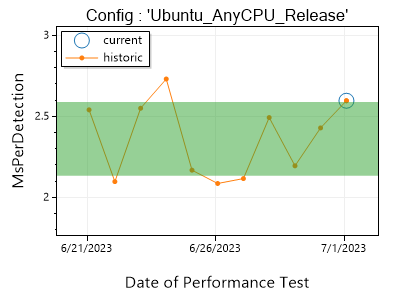 Config : 'Ubuntu_AnyCPU_Release'
3
current
historic
2.5
2
MsPerDetection
6/21/2023
6/26/2023
7/1/2023
Date of Performance Test